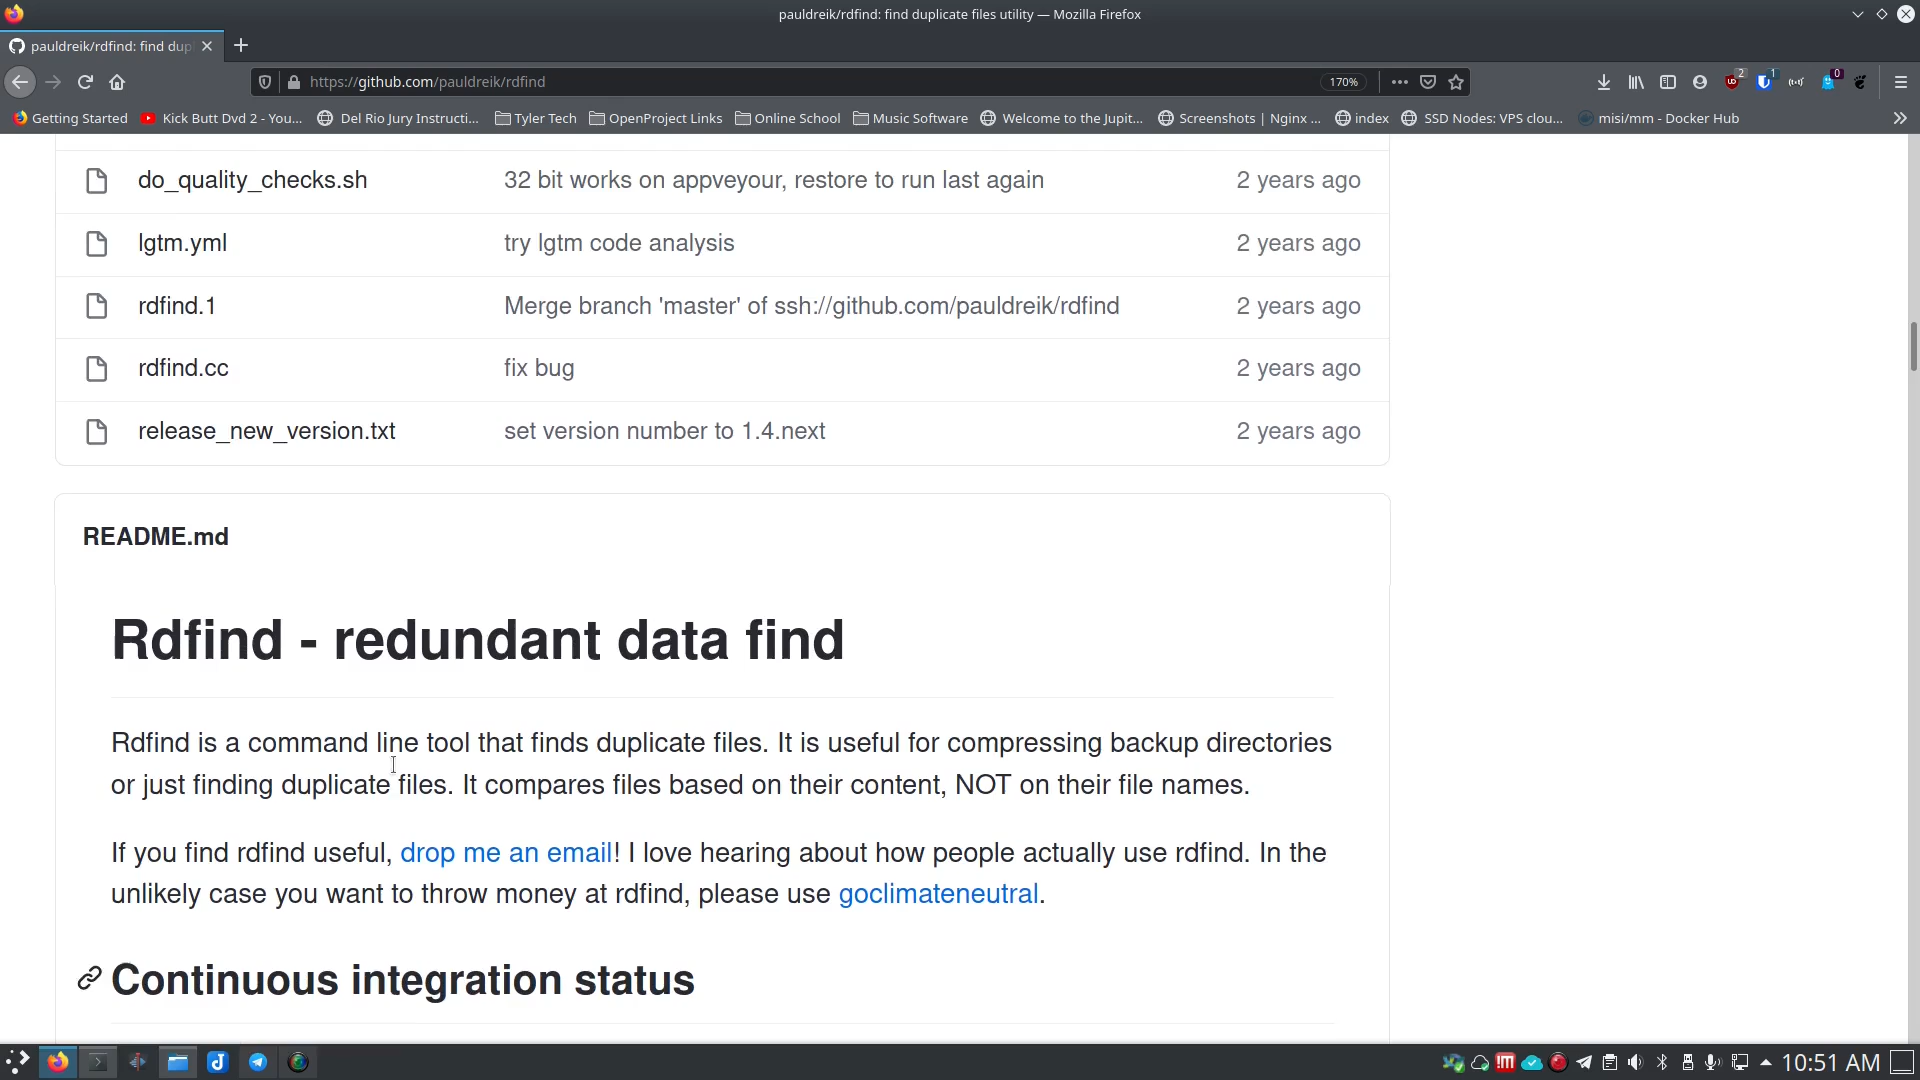 pauldreik/rdfind: find duplicate files utility — Mozilla Firefox
pauldreik/rdfind: find dup
https://github.com/pauldreik/rdfind
170%
2
1
0
Getting Started
Kick Butt Dvd 2 - You...
Del Rio Jury Instructi...
Tyler Tech
OpenProject Links
Online School
Music Software
Welcome to the Jupit...
Screenshots | Nginx ...
index
SSD Nodes: VPS clou...
misi/mm - Docker Hub
do_quality_checks.sh 32 bit works on appveyour, restore to run last again 2 years ago
lgtm.yml try lgtm code analysis 2 years ago
rdfind.1 Merge branch 'master' of ssh://github.com/pauldreik/rdfind 2 years ago
rdfind.cc fix bug 2 years ago
release_new_version.txt set version number to 1.4.next 2 years ago
README.md
Rdfind - redundant data find
Rdfind is a command line tool that finds duplicate files. It is useful for compressing backup directories
or just finding duplicate files. It compares files based on their content, NOT on their file names.
If you find rdfind useful, drop me an email! I love hearing about how people actually use rdfind. In the
unlikely case you want to throw money at rdfind, please use goclimateneutral.
Continuous integration status
10:51 AM